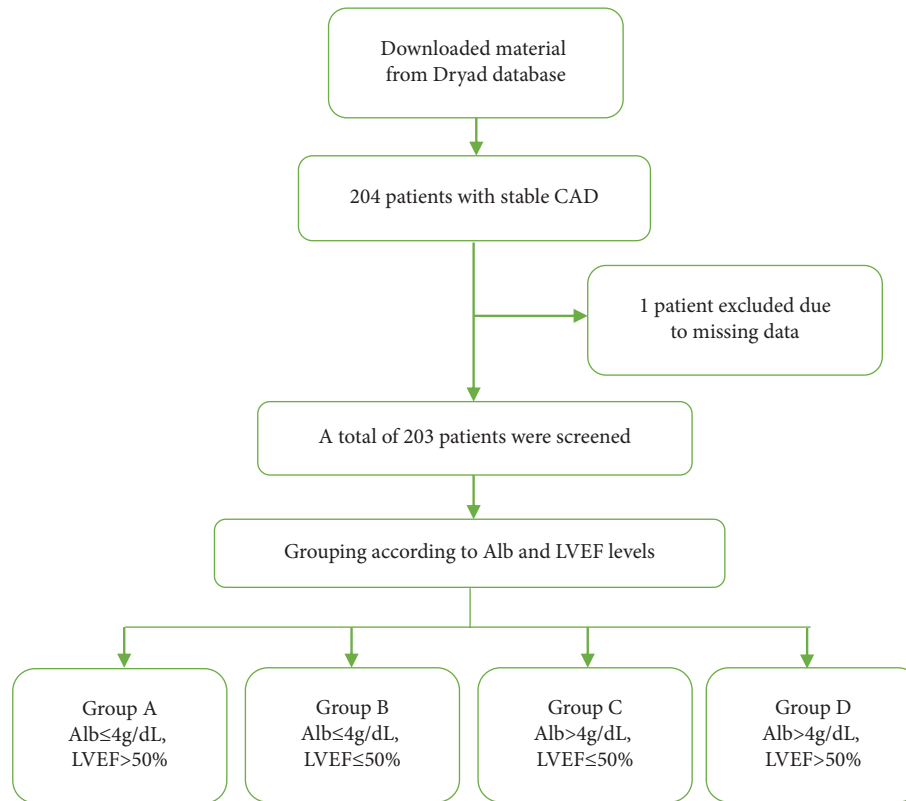 Downloaded material
from Dryad database
204 patients with stable CAD
1 patient excluded due
to missing data
A total of 203 patients were screened
Grouping according to Alb and LVEF levels
Group A
Alb≤4g/dL,
LVEF>50%
Group B
Alb≤4g/dL,
LVEF≤50%
Group C
Alb>4g/dL,
LVEF≤50%
Group D
Alb>4g/dL,
LVEF>50%